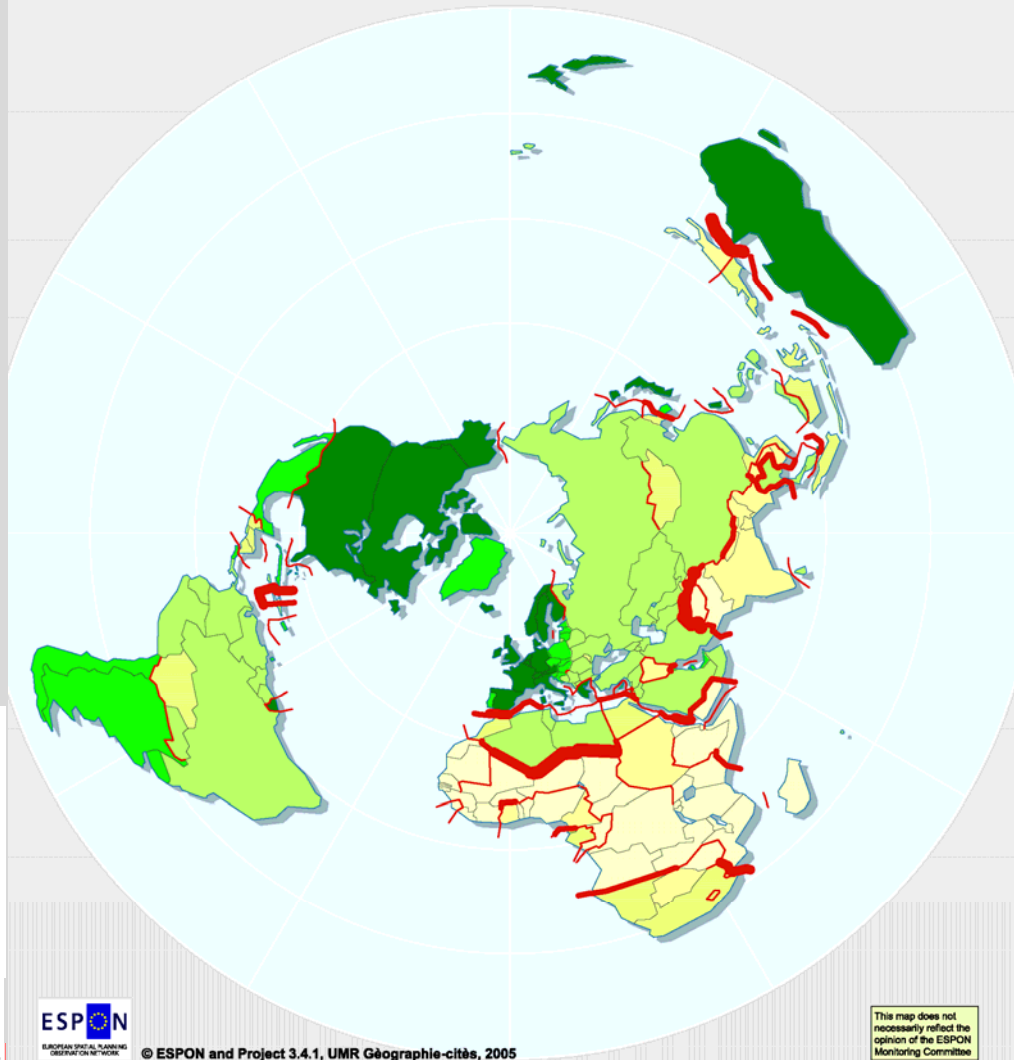 ESPON
EUROPEAN SPATIAL PLANNING
OBSERVATION NETWORK
© ESPON and Project 3.4.1, UMR Gèographie-citès, 2005
This map does not
necessarily reflect the
opinion of the ESPON
Monitoring Committee